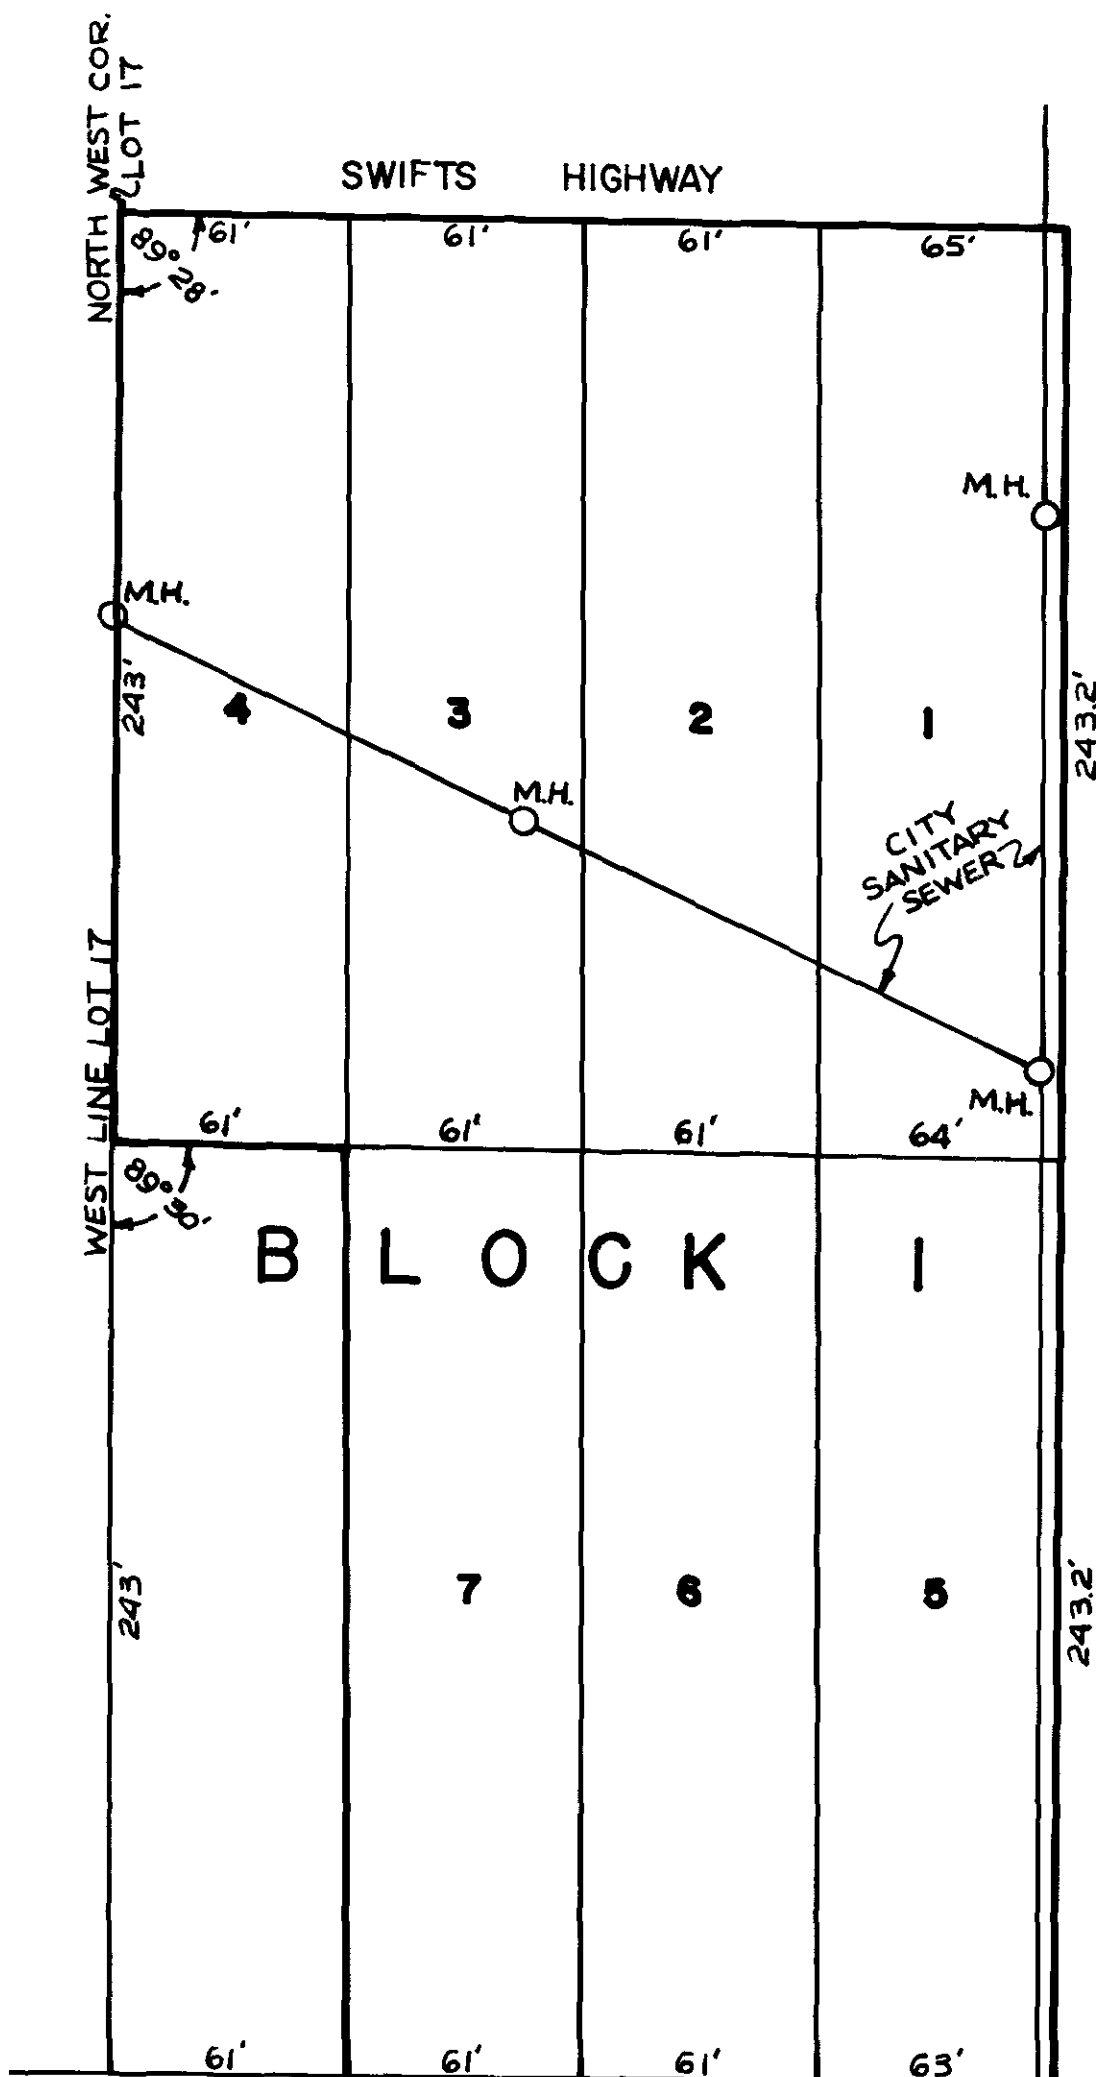 NORTH WEST COR.
LOT 17
SWIFTS HIGHWAY
61'
61'
61'
65'
89° 28'
M.H.
M.H.
243'
4
3
2
1
243.2'
M.H.
CITY
SANITARY
SEWER
WEST LINE LOT 17
M.H.
61'
61'
61'
64'
BLOCK 1
243'
7
6
5
243.2'
61'
61'
61'
63'